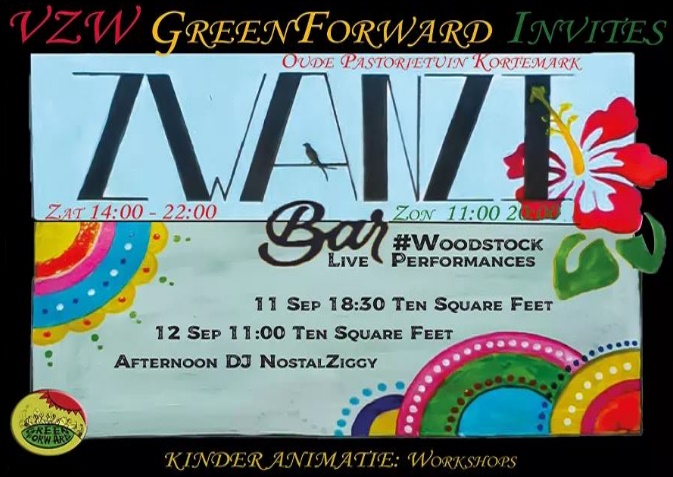 VZW GreenForward Invites
Oude Pastorietuin Kortemark
ZWANZI
Zat 14:00 - 22:00
Zon 11:00
Bar
#Woodstock
Live Performances
11 Sep 18:30 Ten Square Feet
12 Sep 11:00 Ten Square Feet
Afternoon DJ NostalZiggy
GREEN
FORWARD
KINDER ANIMATIE: Workshops